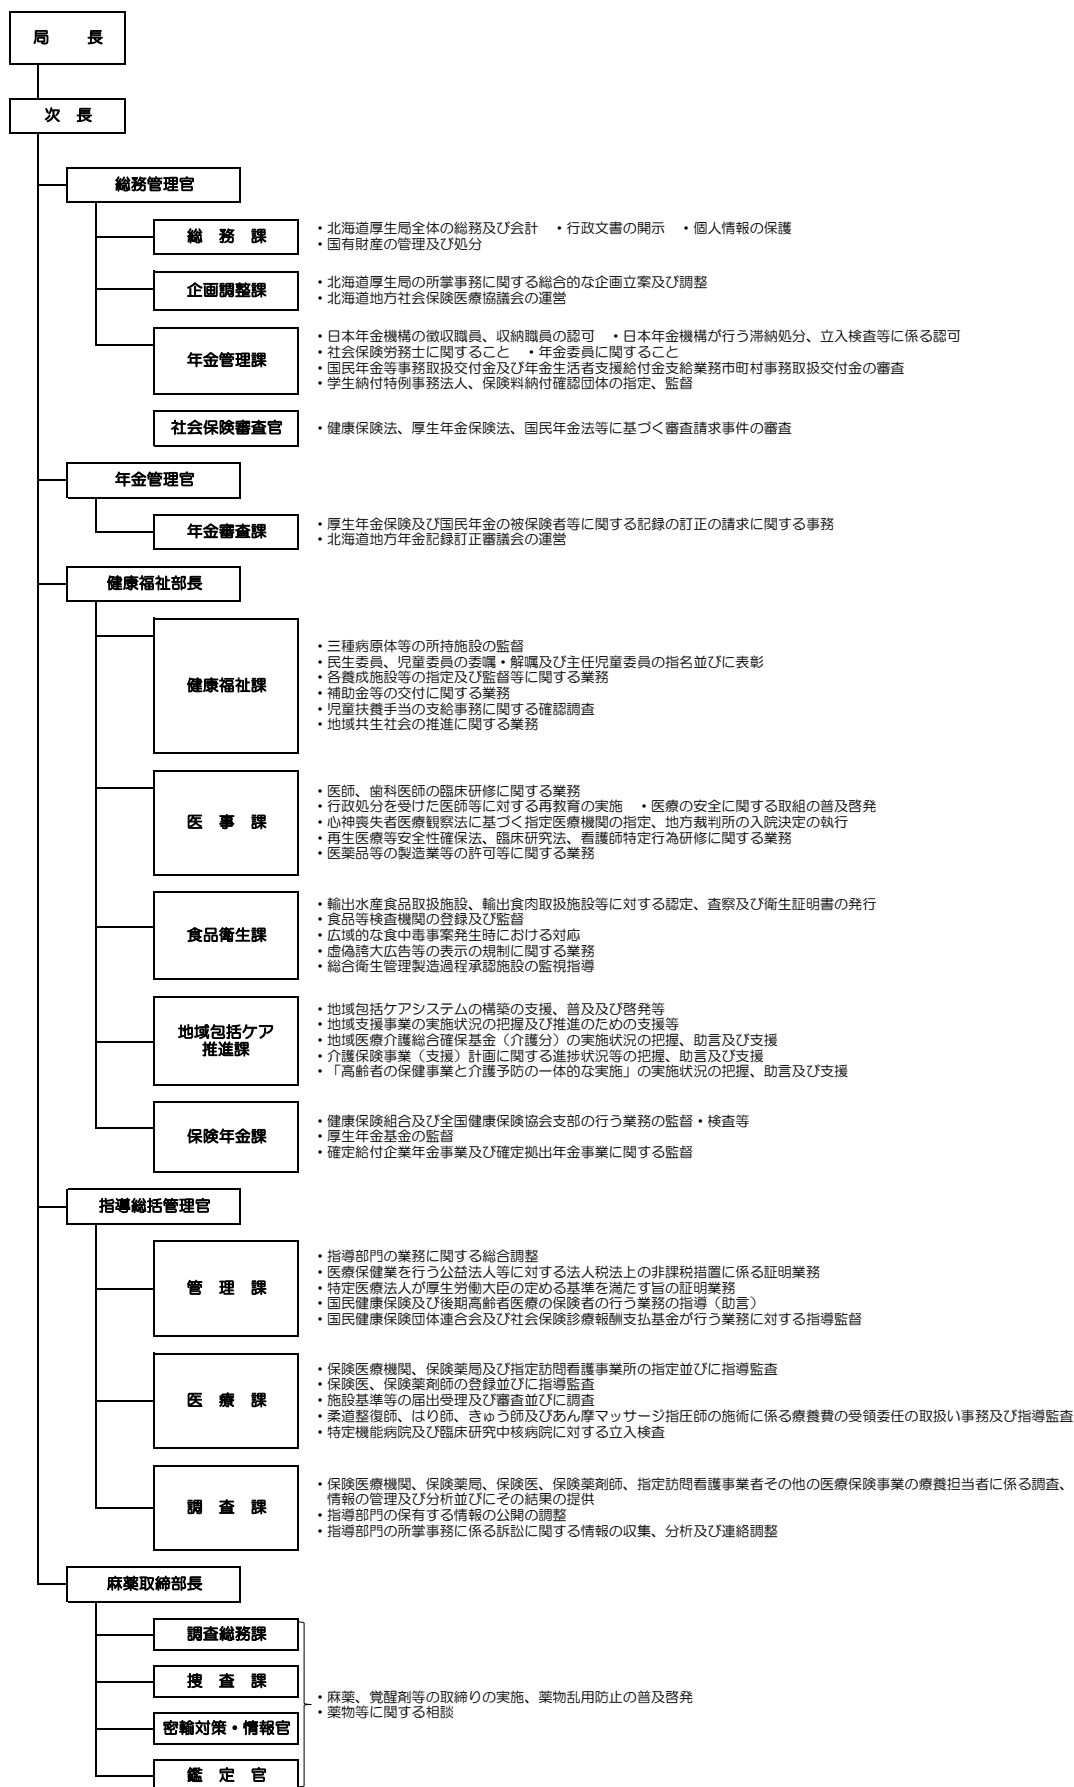 局　　長
次　長
総務管理官
総　務　課
・北海道厚生局全体の総務及び会計　・行政文書の開示　・個人情報の保護
・国有財産の管理及び処分
企画調整課
・北海道厚生局の所掌事務に関する総合的な企画立案及び調整
・北海道地方社会保険医療協議会の運営
年金管理課
・日本年金機構の徴収職員、収納職員の認可　・日本年金機構が行う滞納処分、立入検査等に係る認可
・社会保険労務士に関すること　・年金委員に関すること
・国民年金等事務取扱交付金及び年金生活者支援給付金支給業務市町村事務取扱交付金の審査
・学生納付特例事務法人、保険料納付確認団体の指定、監督
社会保険審査官
・健康保険法、厚生年金保険法、国民年金法等に基づく審査請求事件の審査
年金管理官
年金審査課
・厚生年金保険及び国民年金の被保険者等に関する記録の訂正の請求に関する事務
・北海道地方年金記録訂正審議会の運営
健康福祉部長
健康福祉課
・三種病原体等の所持施設の監督
・民生委員、児童委員の委嘱・解嘱及び主任児童委員の指名並びに表彰
・各養成施設等の指定及び監督等に関する業務
・補助金等の交付に関する業務
・児童扶養手当の支給事務に関する確認調査
・地域共生社会の推進に関する業務
医　事　課
・医師、歯科医師の臨床研修に関する業務
・行政処分を受けた医師等に対する再教育の実施　・医療の安全に関する取組の普及啓発
・心神喪失者医療観察法に基づく指定医療機関の指定、地方裁判所の入院決定の執行
・再生医療等安全性確保法、臨床研究法、看護師特定行為研修に関する業務
・医薬品等の製造業等の許可等に関する業務
食品衛生課
・輸出水産食品取扱施設、輸出食肉取扱施設等に対する認定、査察及び衛生証明書の発行
・食品等検査機関の登録及び監督
・広域的な食中毒事案発生時における対応
・虚偽誇大広告等の表示の規制に関する業務
・総合衛生管理製造過程承認施設の監視指導
地域包括ケア
推進課
・地域包括ケアシステムの構築の支援、普及及び啓発等
・地域支援事業の実施状況の把握及び推進のための支援等
・地域医療介護総合確保基金（介護分）の実施状況の把握、助言及び支援
・介護保険事業（支援）計画に関する進捗状況等の把握、助言及び支援
・「高齢者の保健事業と介護予防の一体的な実施」の実施状況の把握、助言及び支援
保険年金課
・健康保険組合及び全国健康保険協会支部の行う業務の監督・検査等
・厚生年金基金の監督
・確定給付企業年金事業及び確定拠出年金事業に関する監督
指導総括管理官
管　理　課
・指導部門の業務に関する総合調整
・医療保健業を行う公益法人等に対する法人税法上の非課税措置に係る証明業務
・特定医療法人が厚生労働大臣の定める基準を満たす旨の証明業務
・国民健康保険及び後期高齢者医療の保険者の行う業務の指導（助言）
・国民健康保険団体連合会及び社会保険診療報酬支払基金が行う業務に対する指導監督
医　療　課
・保険医療機関、保険薬局及び指定訪問看護事業所の指定並びに指導監査
・保険医、保険薬剤師の登録並びに指導監査
・施設基準等の届出受理及び審査並びに調査
・柔道整復師、はり師、きゅう師及びあん摩マッサージ指圧師の施術に係る療養費の受領委任の取扱い事務及び指導監査
・特定機能病院及び臨床研究中核病院に対する立入検査
調　査　課
・保険医療機関、保険薬局、保険医、保険薬剤師、指定訪問看護事業者その他の医療保険事業の療養担当者に係る調査、
情報の管理及び分析並びにその結果の提供
・指導部門の保有する情報の公開の調整
・指導部門の所掌事務に係る訴訟に関する情報の収集、分析及び連絡調整
麻薬取締部長
調査総務課
捜　査　課
密輸対策・情報官
鑑　定　官
・麻薬、覚醒剤等の取締りの実施、薬物乱用防止の普及啓発
・薬物等に関する相談